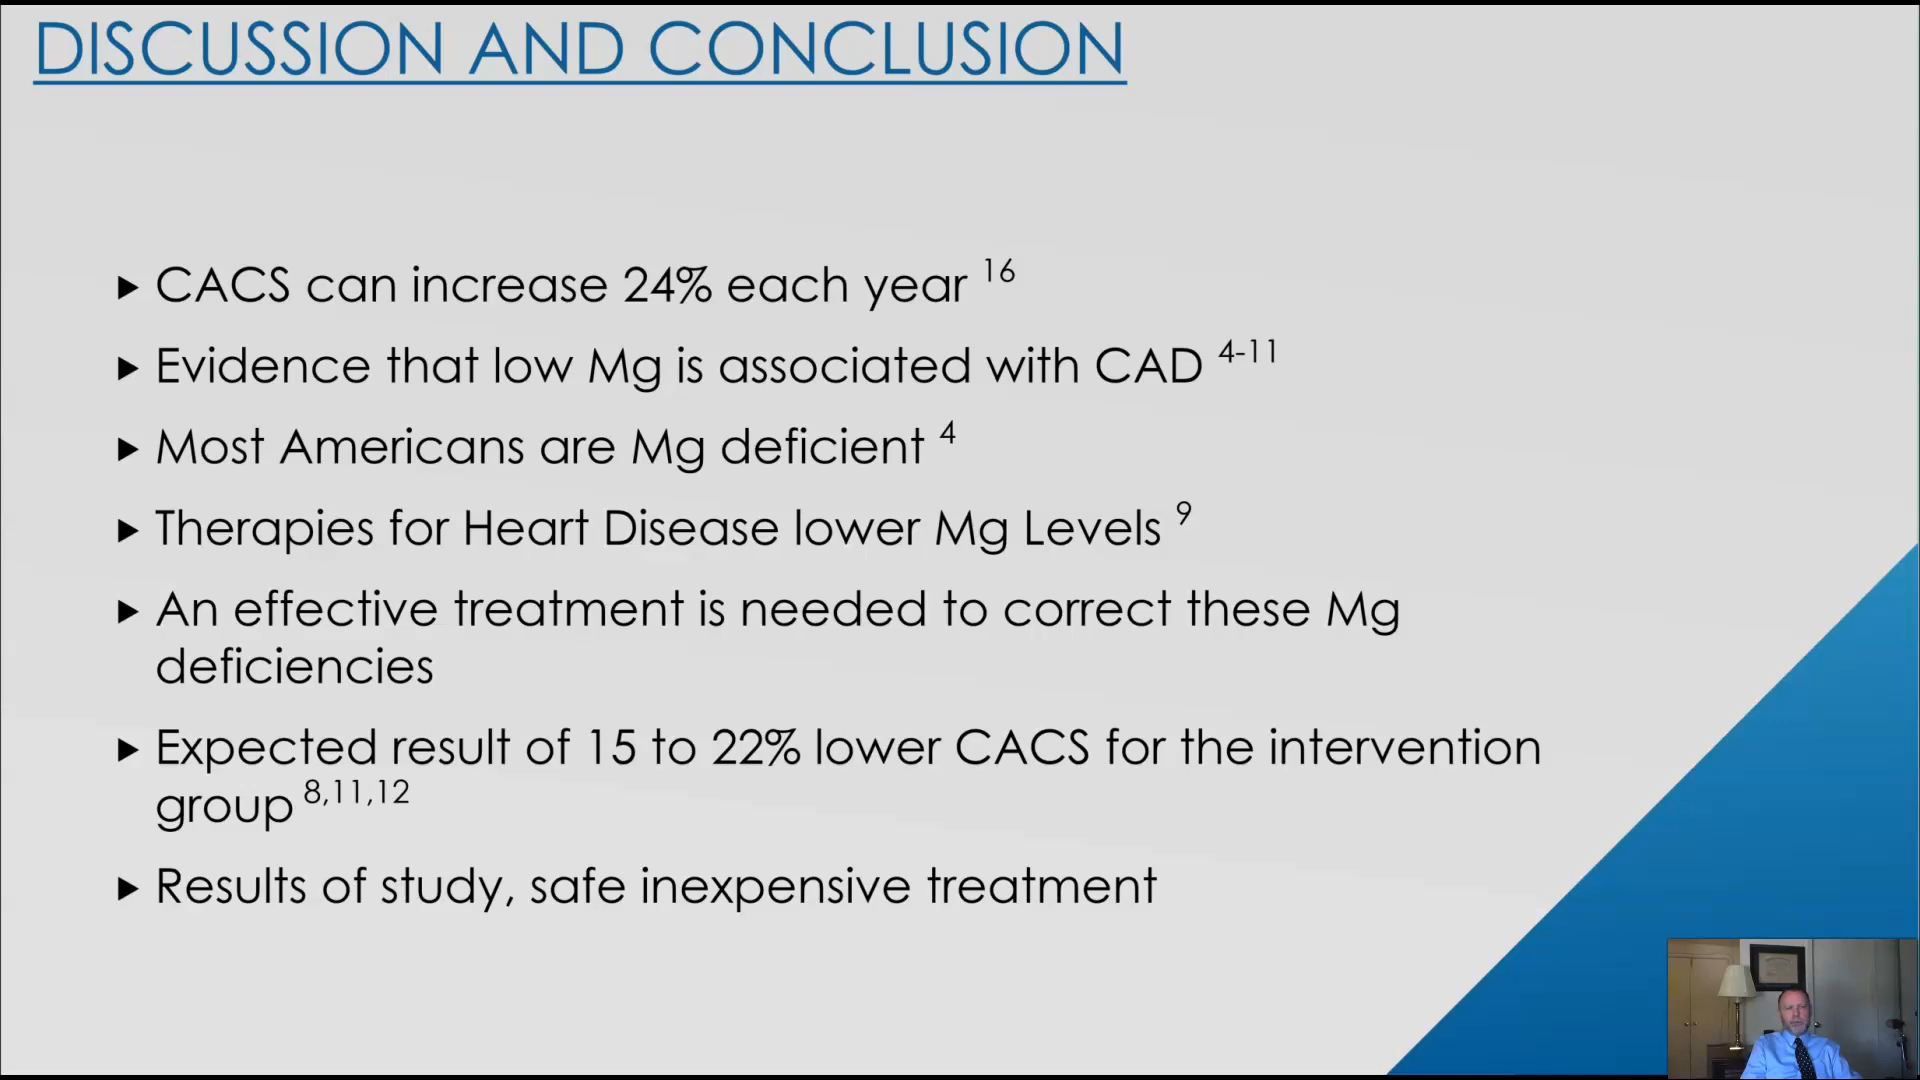 DISCUSSION AND CONCLUSION
CACS can increase 24% each year 16
Evidence that low Mg is associated with CAD 4-11
Most Americans are Mg deficient 4
Therapies for Heart Disease lower Mg Levels 9
An effective treatment is needed to correct these Mg
deficiencies
Expected result of 15 to 22% lower CACS for the intervention
group 8,11,12
Results of study, safe inexpensive treatment